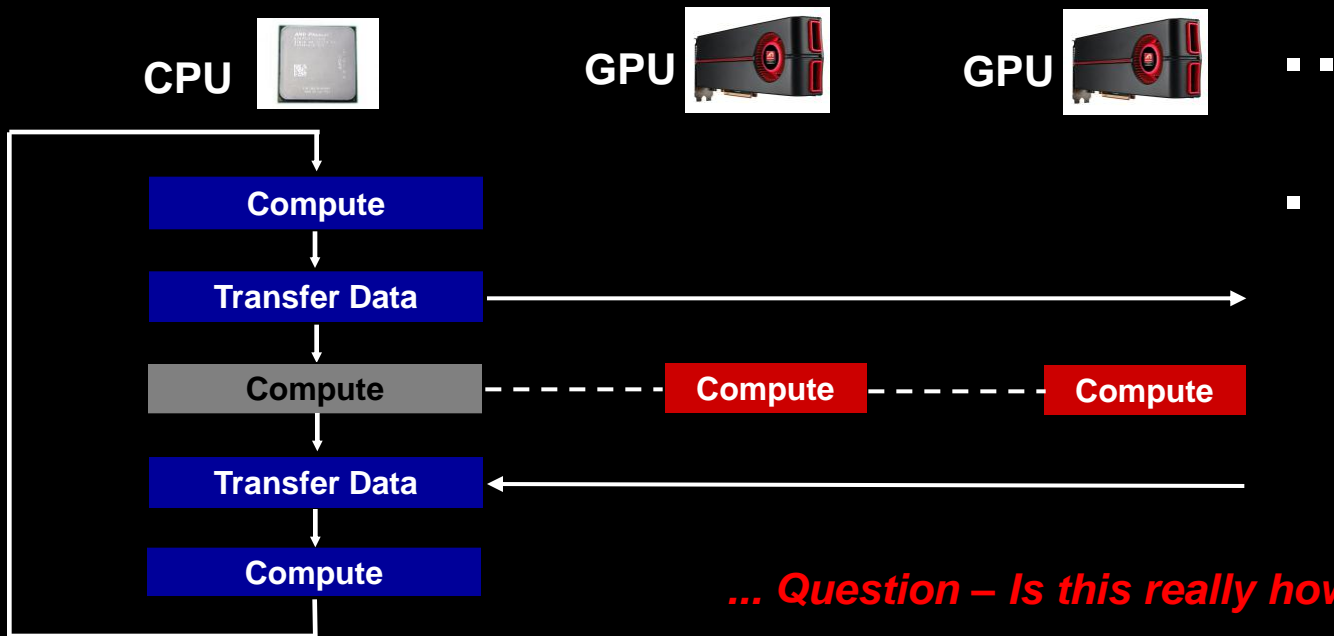 CPU
GPU
GPU
Compute
Transfer Data
Compute
Compute
Compute
Transfer Data
Compute
... Question – Is this really how